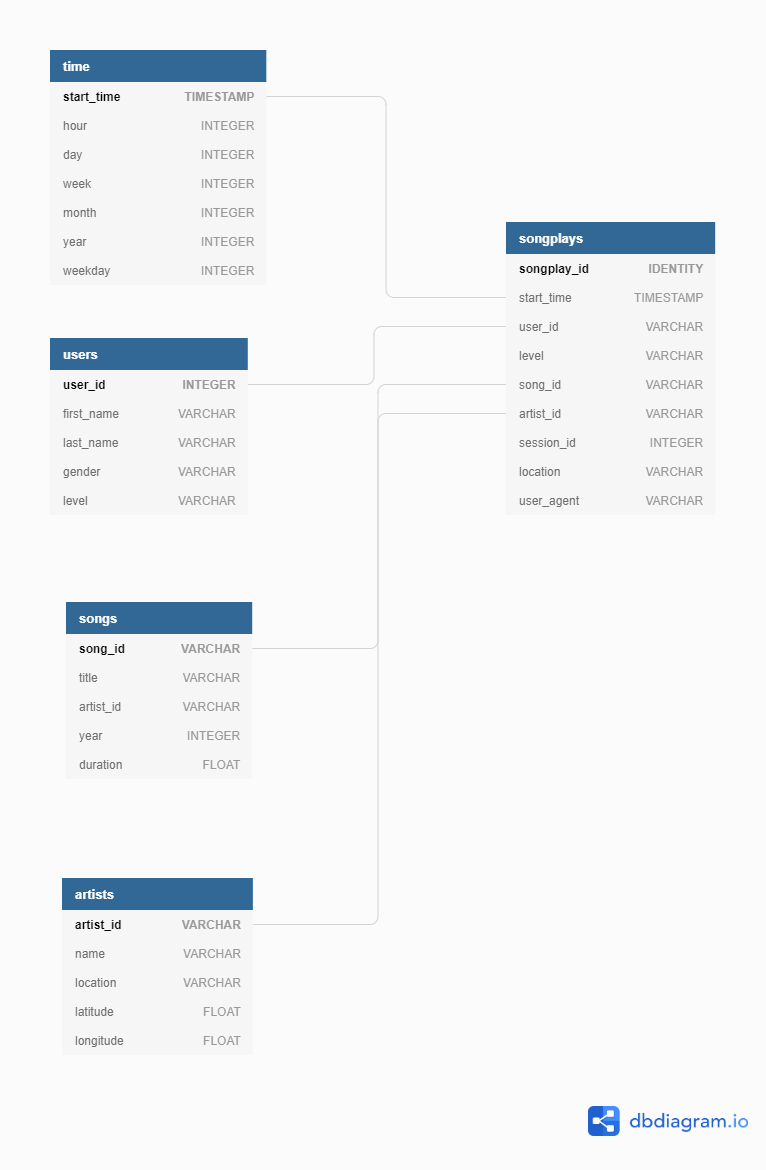 time
start_time TIMESTAMP
hour INTEGER
day INTEGER
week INTEGER
month INTEGER
year INTEGER
weekday INTEGER
users
user_id INTEGER
first_name VARCHAR
last_name VARCHAR
gender VARCHAR
level VARCHAR
songplays
songplay_id IDENTITY
start_time TIMESTAMP
user_id VARCHAR
level VARCHAR
song_id VARCHAR
artist_id VARCHAR
session_id INTEGER
location VARCHAR
user_agent VARCHAR
songs
song_id VARCHAR
title VARCHAR
artist_id VARCHAR
year INTEGER
duration FLOAT
artists
artist_id VARCHAR
name VARCHAR
location VARCHAR
latitude FLOAT
longitude FLOAT
dbdiagram.io